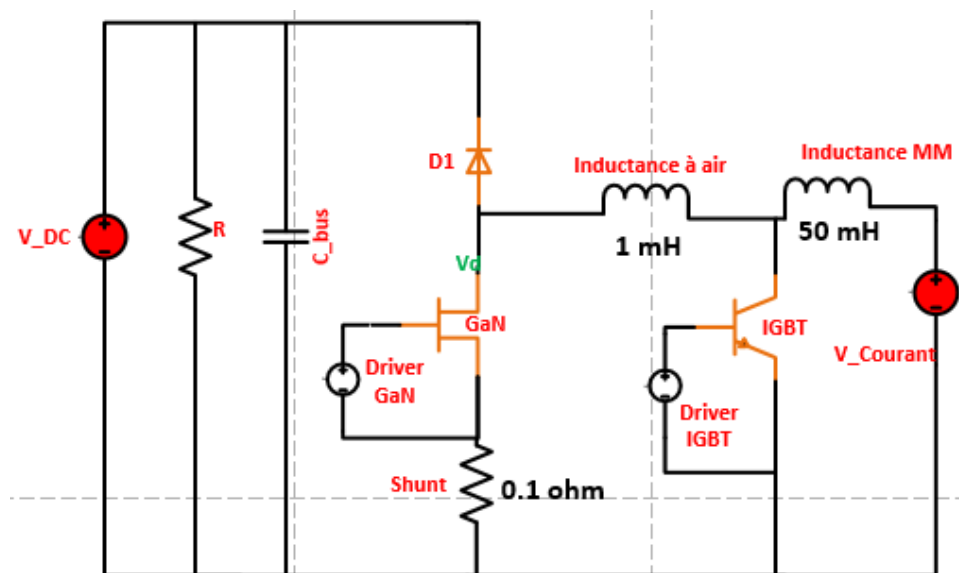 V_DC
R
C_bus
D1
Vd
GaN
Driver
GaN
Shunt
0.1 ohm
Inductance à air
1 mH
Inductance MM
50 mH
IGBT
Driver
IGBT
V_Courant